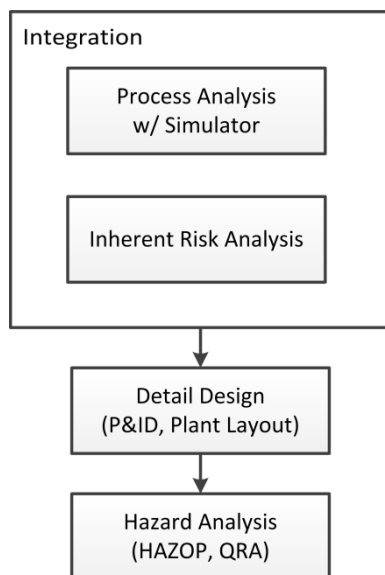 Integration
Process Analysis
w/ Simulator
Inherent Risk Analysis
Detail Design
(P&ID, Plant Layout)
Hazard Analysis
(HAZOP, QRA)